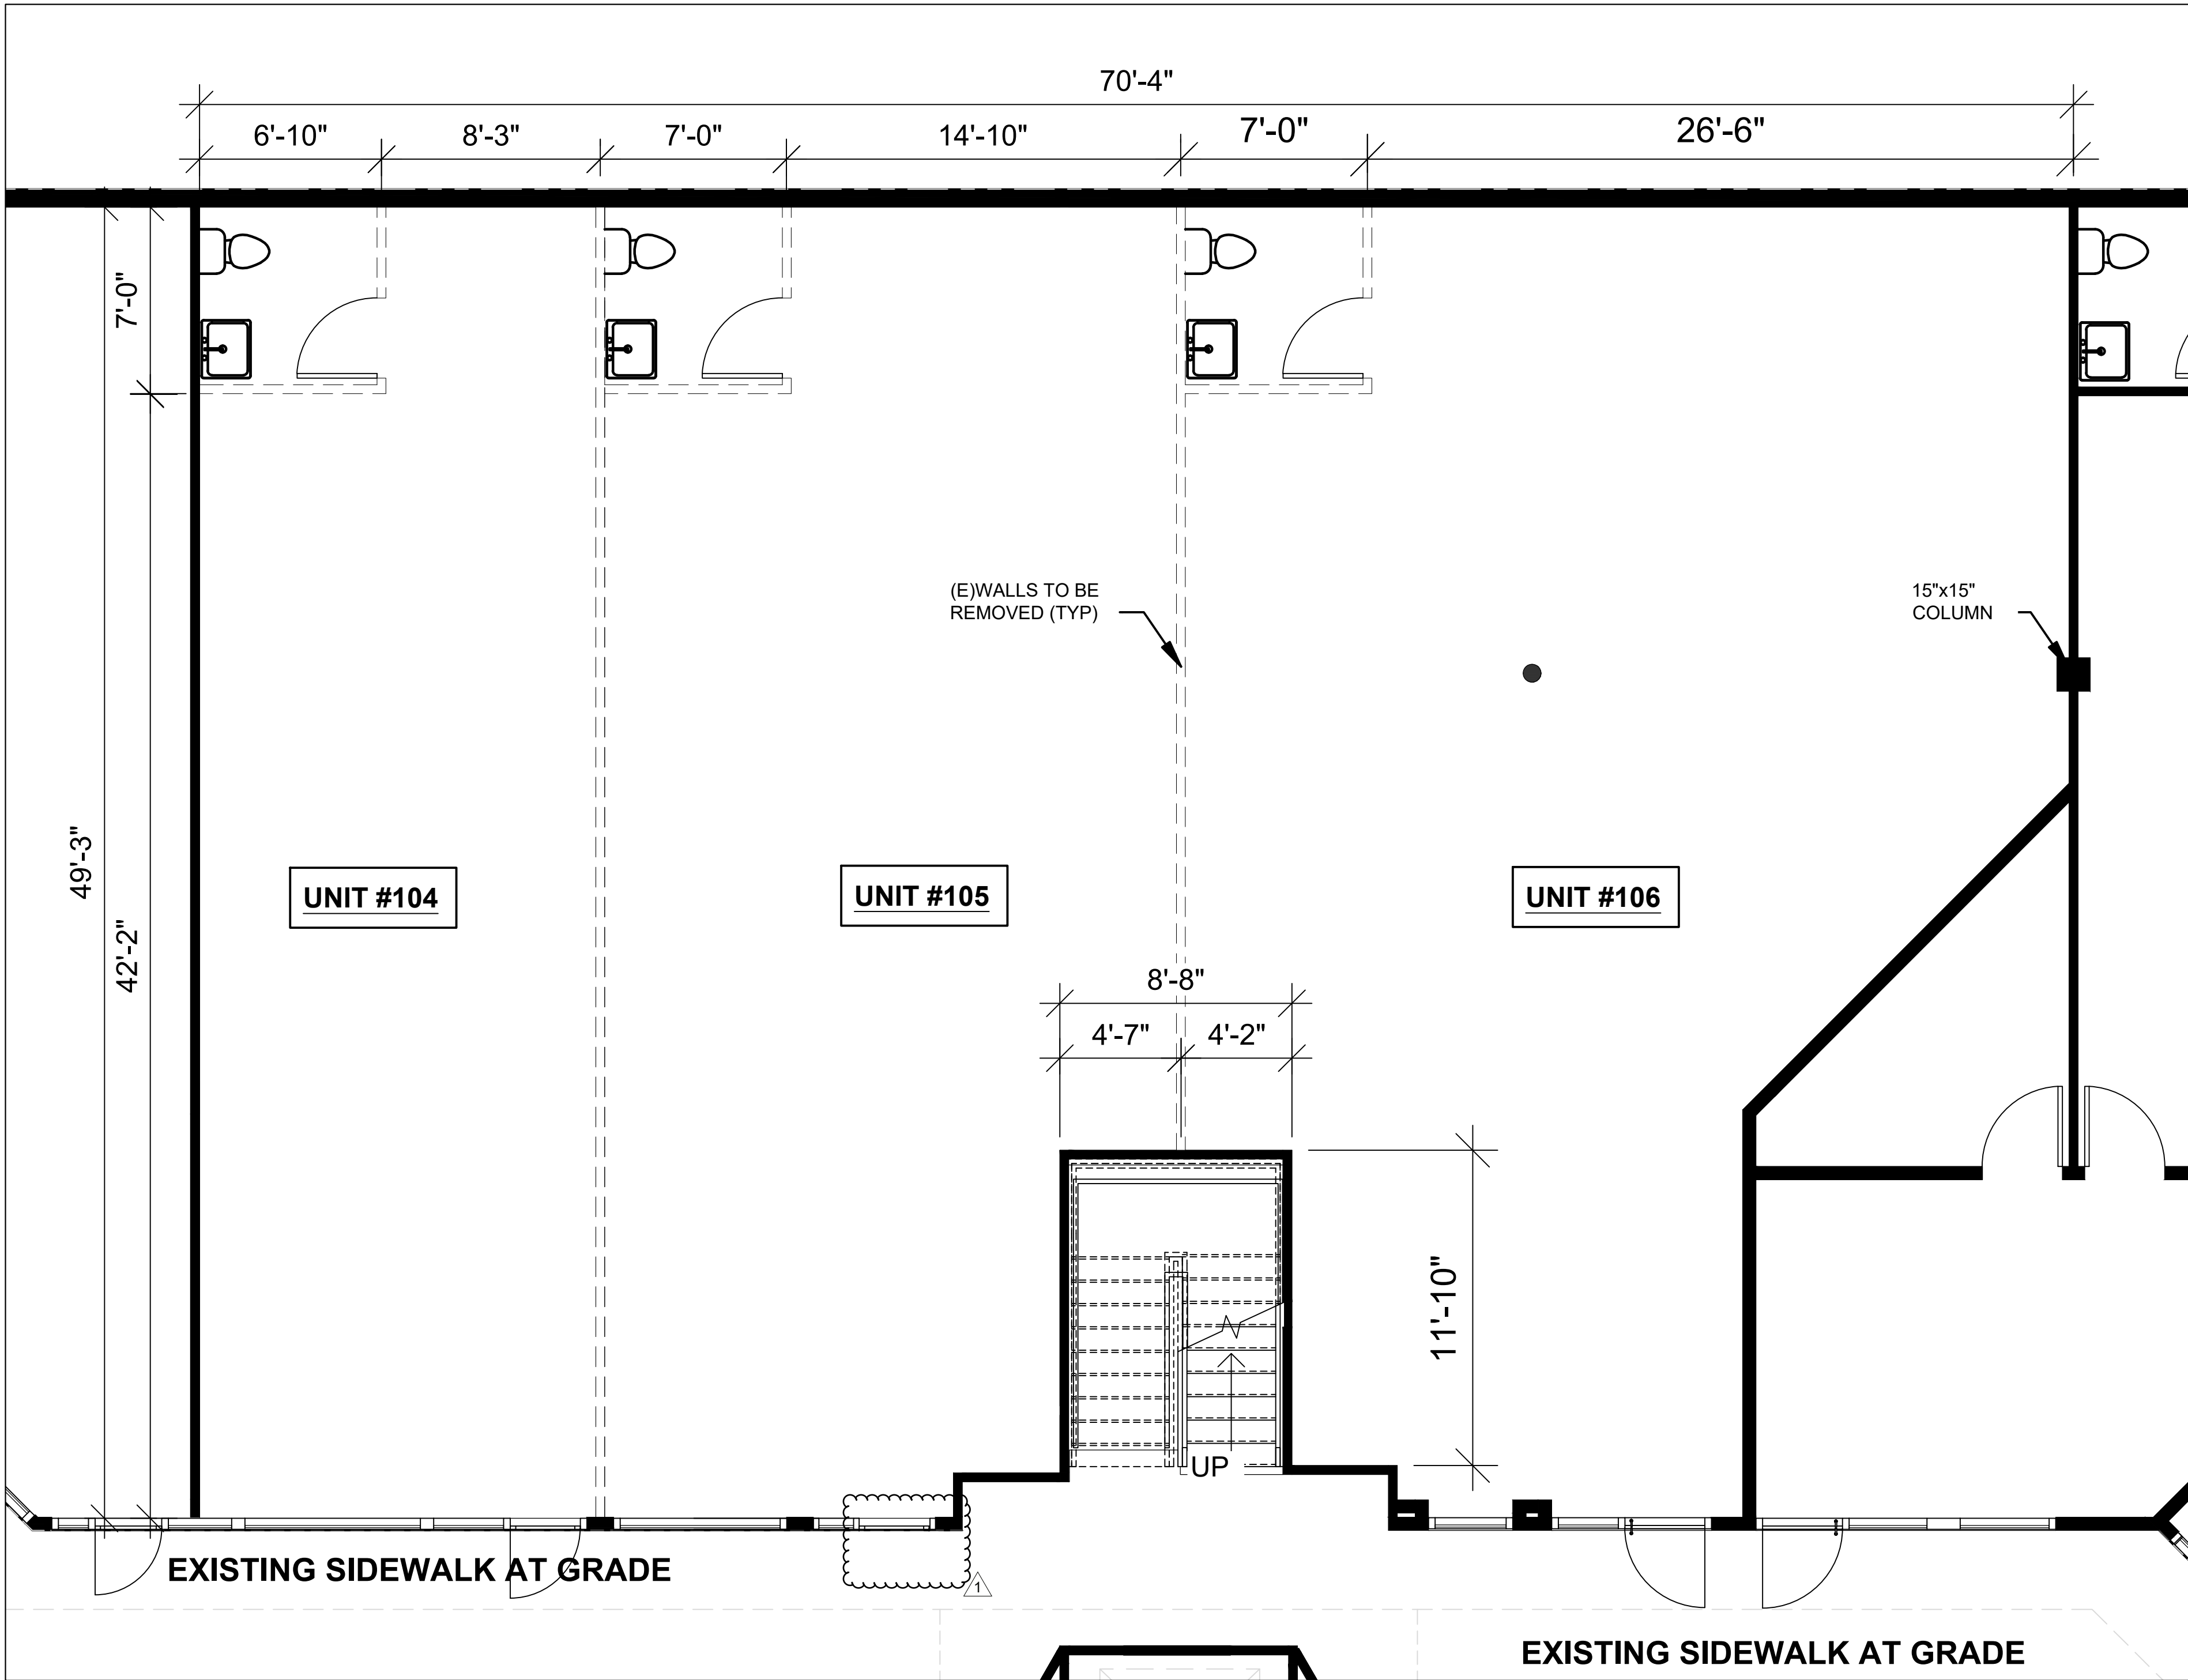 70'-4"
6'-10"
8'-3"
7'-0"
14'-10"
7'-0"
26'-6"
7'-0"
(E)WALLS TO BE
REMOVED (TYP)
15"x15"
COLUMN
49'-3"
42'-2"
UNIT #104
UNIT #105
UNIT #106
8'-8"
4'-7"
4'-2"
11'-10"
UP
EXISTING SIDEWALK AT GRADE
1
EXISTING SIDEWALK AT GRADE